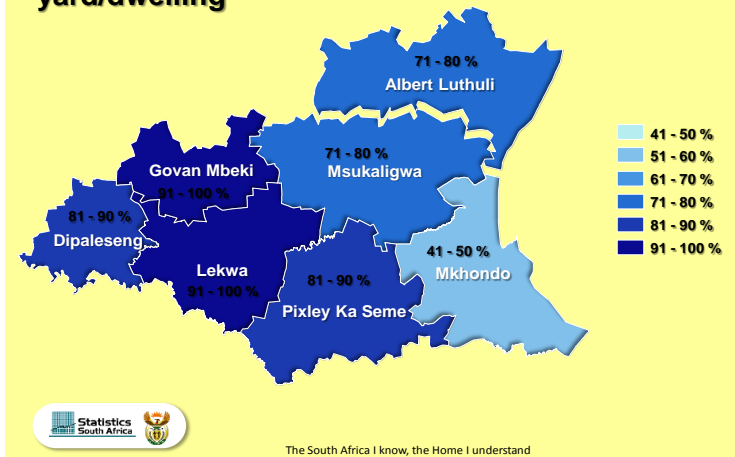 yard/dwelling
71 - 80 %
Albert Luthuli
71 - 80 %
Msukaligwa
Govan Mbeki
91 - 100 %
81 - 90 %
Dipaleseng
Lekwa
91 - 100 %
81 - 90 %
Pixley Ka Seme
41 - 50 %
Mkhondo
41 - 50 %
51 - 60 %
61 - 70 %
71 - 80 %
81 - 90 %
91 - 100 %
Statistics
South Africa
The South Africa I know, the Home I understand